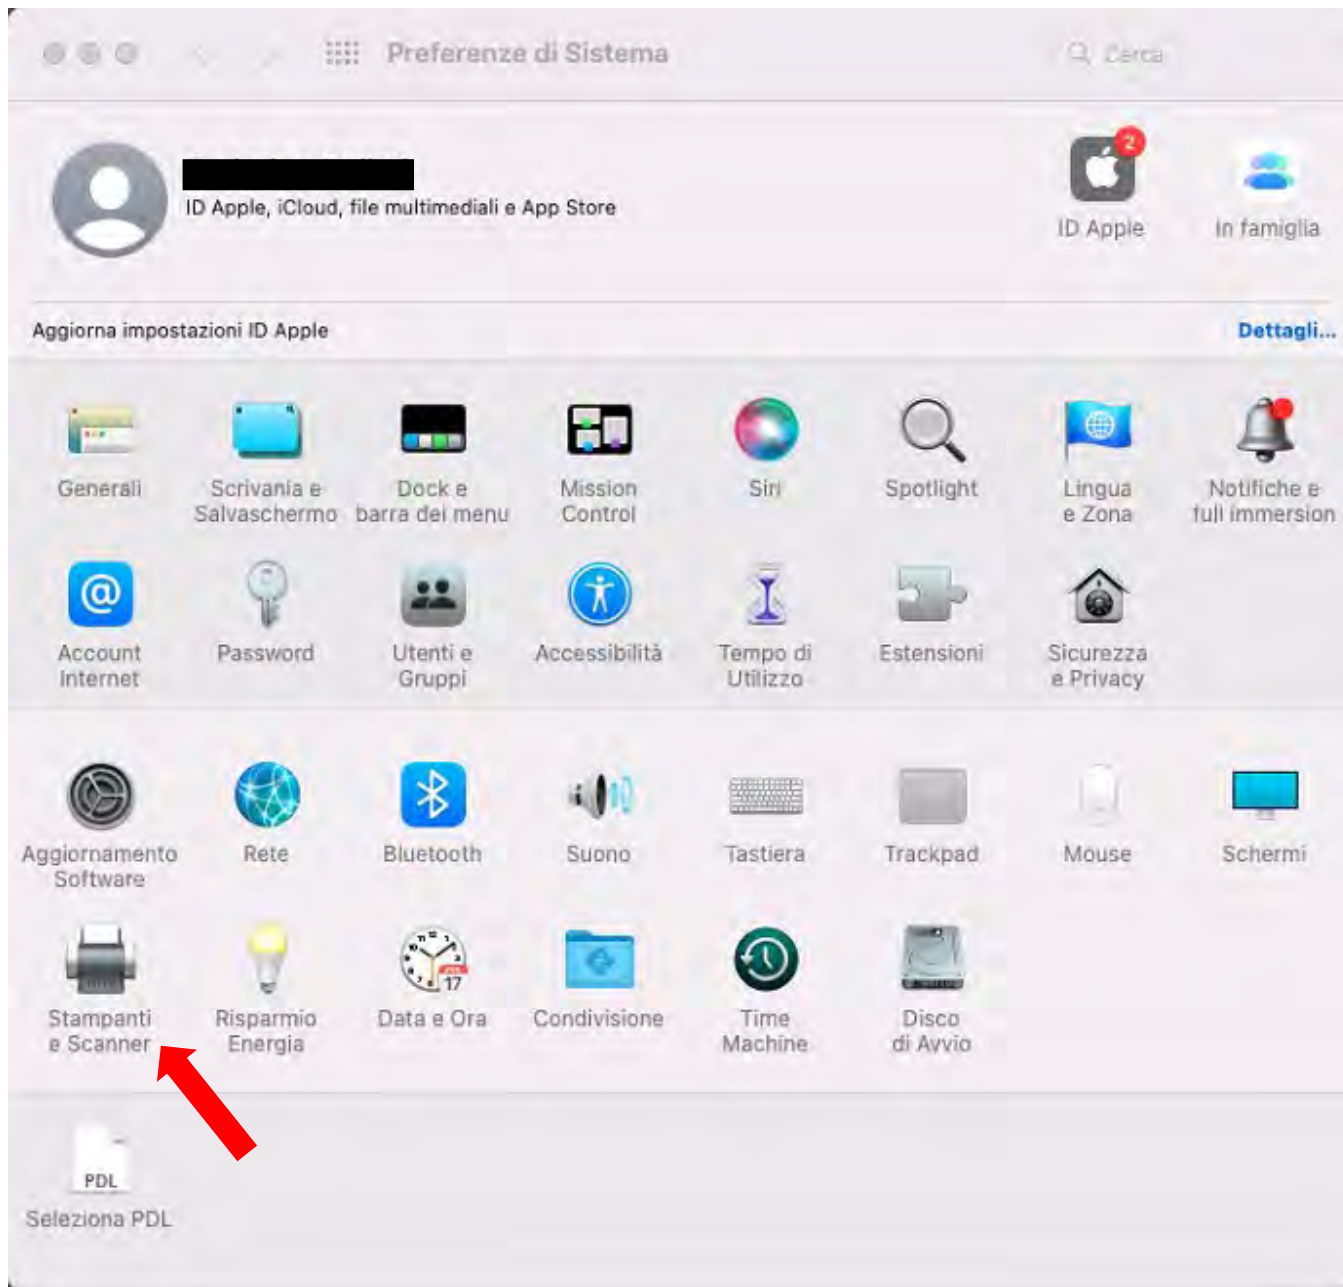 Preferenze di Sistema
Cerca
ID Apple, iCloud, file multimediali e App Store
2
ID Apple
In famiglia
Aggiorna impostazioni ID Apple
Dettagli...
Generali
Scrivania e
Salvaschermo
Dock e
barra dei menu
Mission
Control
Siri
Spotlight
Lingua
e Zona
Notifiche e
full immersion
@
Account
Internet
Password
Utenti e
Gruppi
Accessibilità
Tempo di
Utilizzo
Estensioni
Sicurezza
e Privacy
Aggiornamento
Software
Rete
Bluetooth
Suono
Tastiera
Trackpad
Mouse
Schermi
Stampanti
e Scanner
Risparmio
Energia
17
Data e Ora
Condivisione
Time
Machine
Disco
di Avvio
PDL
Seleziona PDL